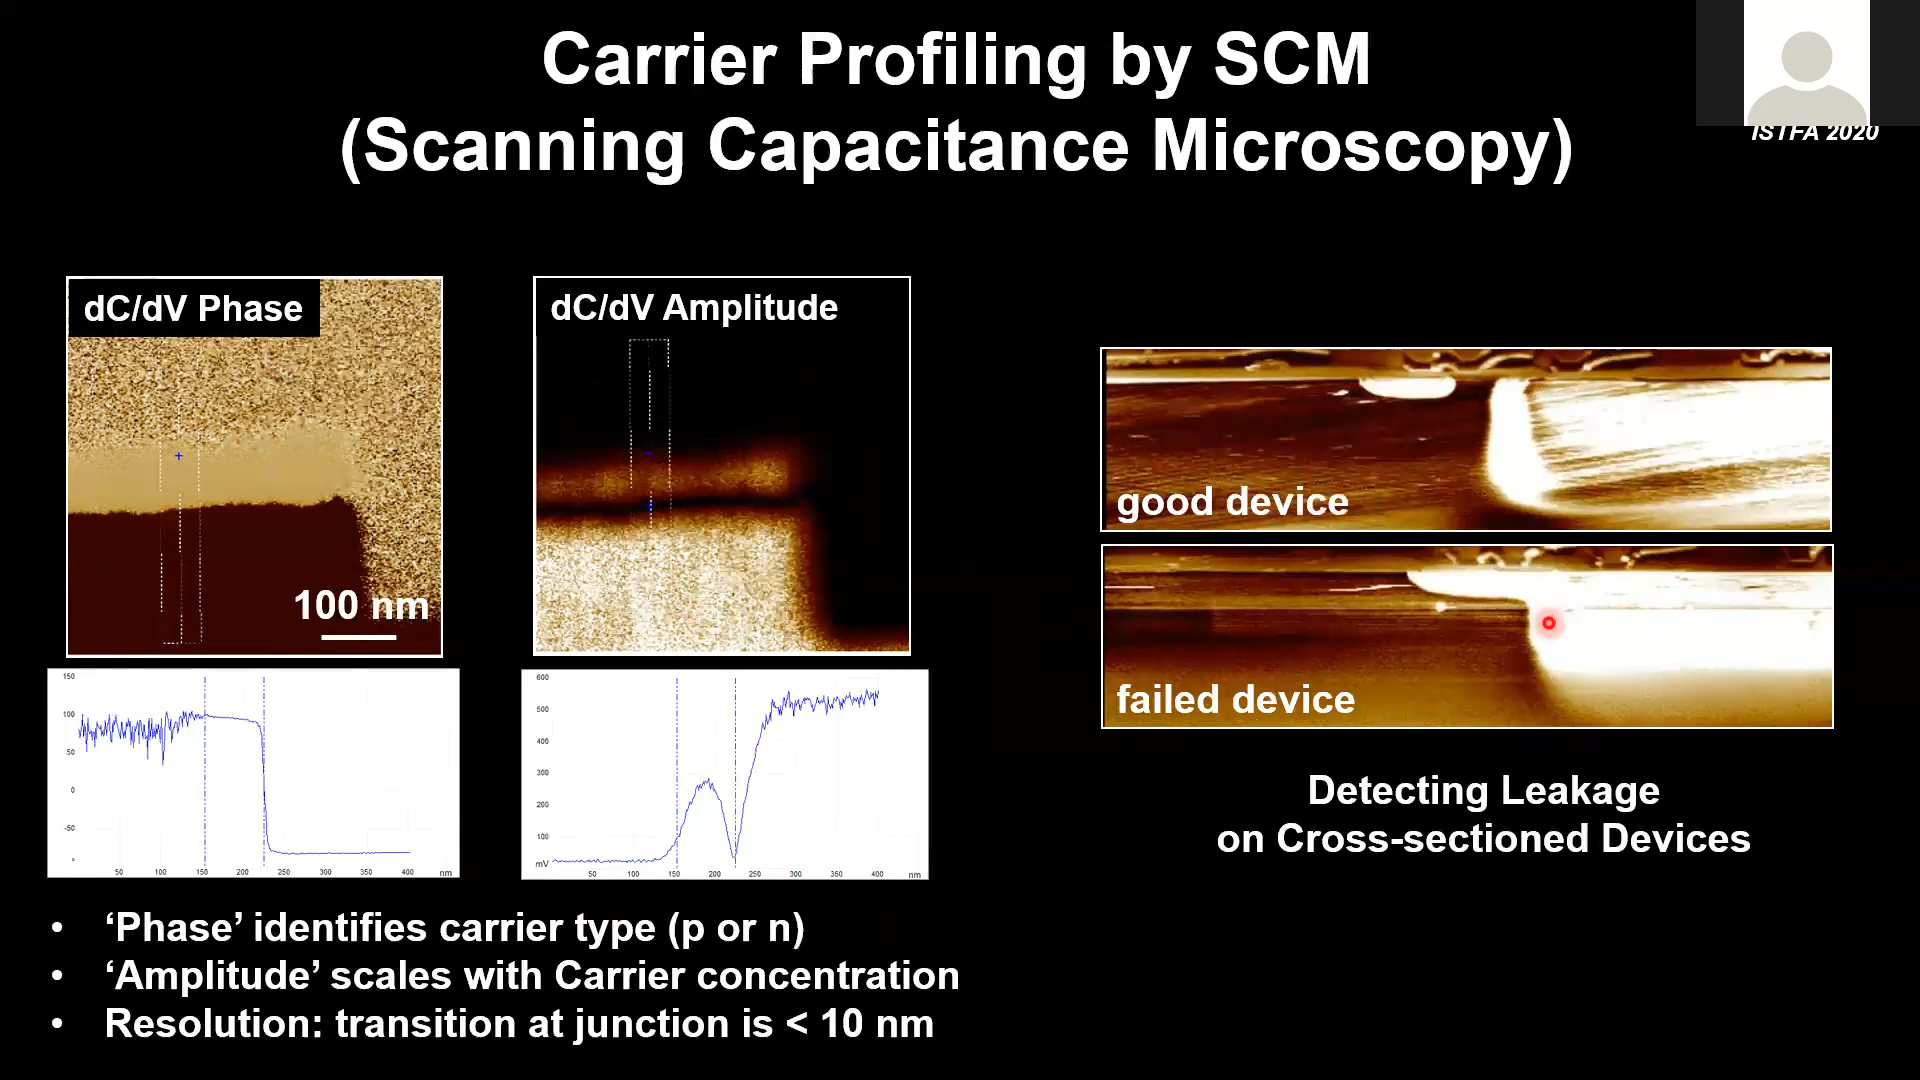 Carrier Profiling by SCM
(Scanning Capacitance Microscopy)
ISTFA 2020
dC/dV Phase
100 nm
dC/dV Amplitude
good device
failed device
150
100
50
0
-50
50 100 150 200 250 300 350 400 nm
600
500
400
300
200
100
mV
50 100 150 200 250 300 350 400 nm
Detecting Leakage
on Cross-sectioned Devices
• ‘Phase’ identifies carrier type (p or n)
• ‘Amplitude’ scales with Carrier concentration
• Resolution: transition at junction is < 10 nm